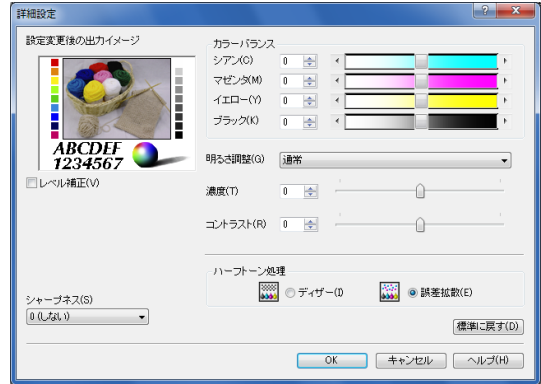 詳細設定
設定変更後の出力イメージ
ABCDEF
1234567
レベル補正(V)
シャープネス(S)
0 (しない)
カラーバランス
シアン(C) 0
マゼンタ(M) 0
イエロー(Y) 0
ブラック(K) 0
明るさ調整(G) 通常
濃度(T) 0
コントラスト(R) 0
ハーフトーン処理
ディザー(I) 誤差拡散(E)
標準に戻す(D)
OK キャンセル ヘルプ(H)